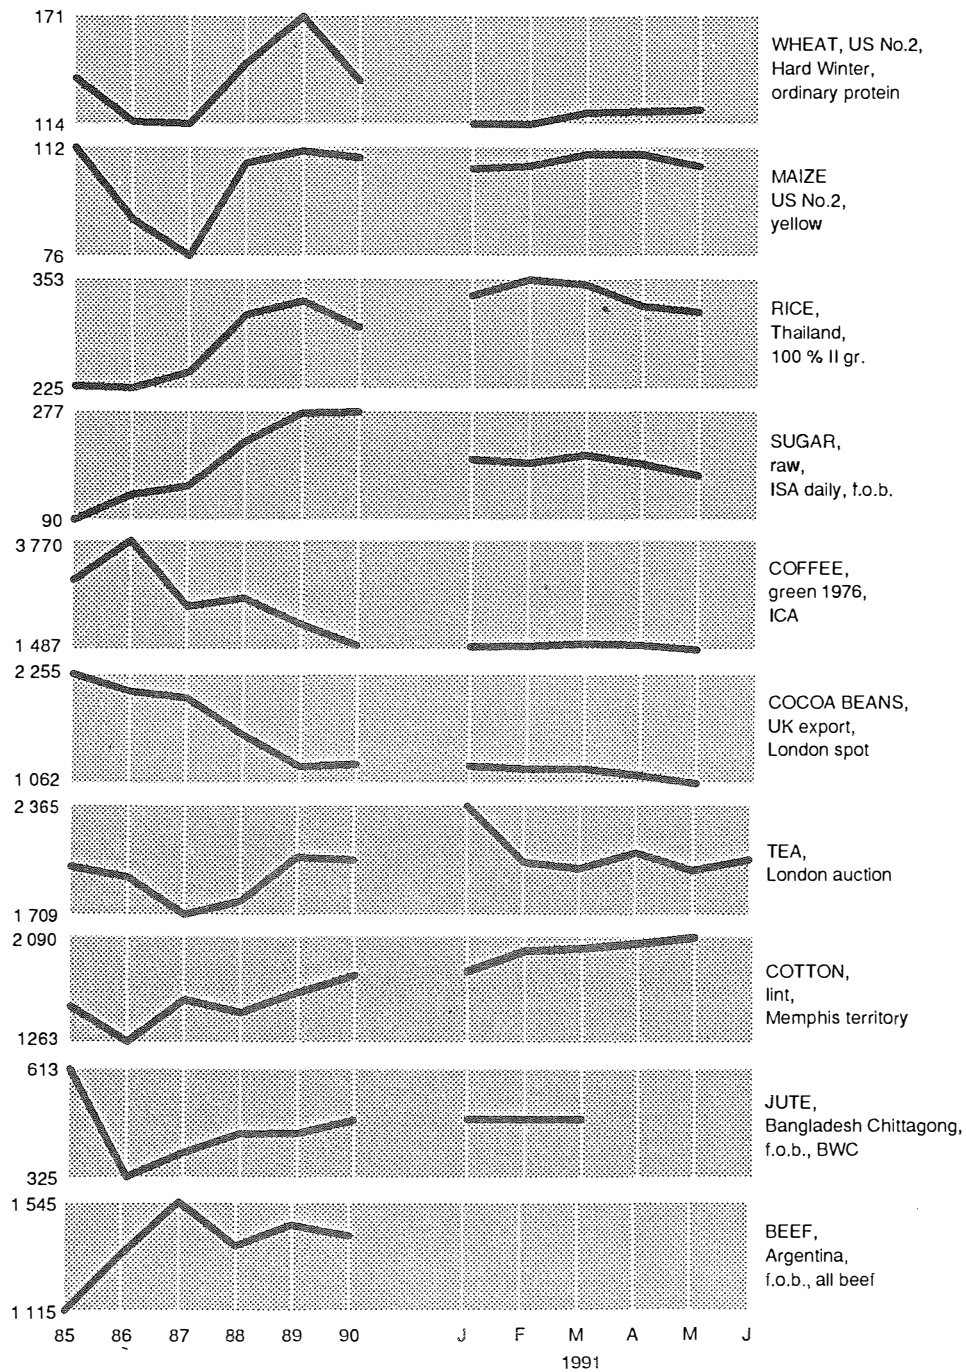 171
WHEAT, US No.2,
Hard Winter,
ordinary protein
114
112
MAIZE
US No.2,
yellow
76
353
RICE,
Thailand,
100 % II gr.
225
277
SUGAR,
raw,
ISA daily, f.o.b.
90
3 770
COFFEE,
green 1976,
ICA
1 487
2 255
COCOA BEANS,
UK export,
London spot
1 062
2 365
TEA,
London auction
1 709
2 090
COTTON,
lint,
Memphis territory
1263
613
JUTE,
Bangladesh Chittagong,
f.o.b., BWC
325
1 545
BEEF,
Argentina,
f.o.b., all beef
1 115
85 86 87 88 89 90 J F M A M J
1991